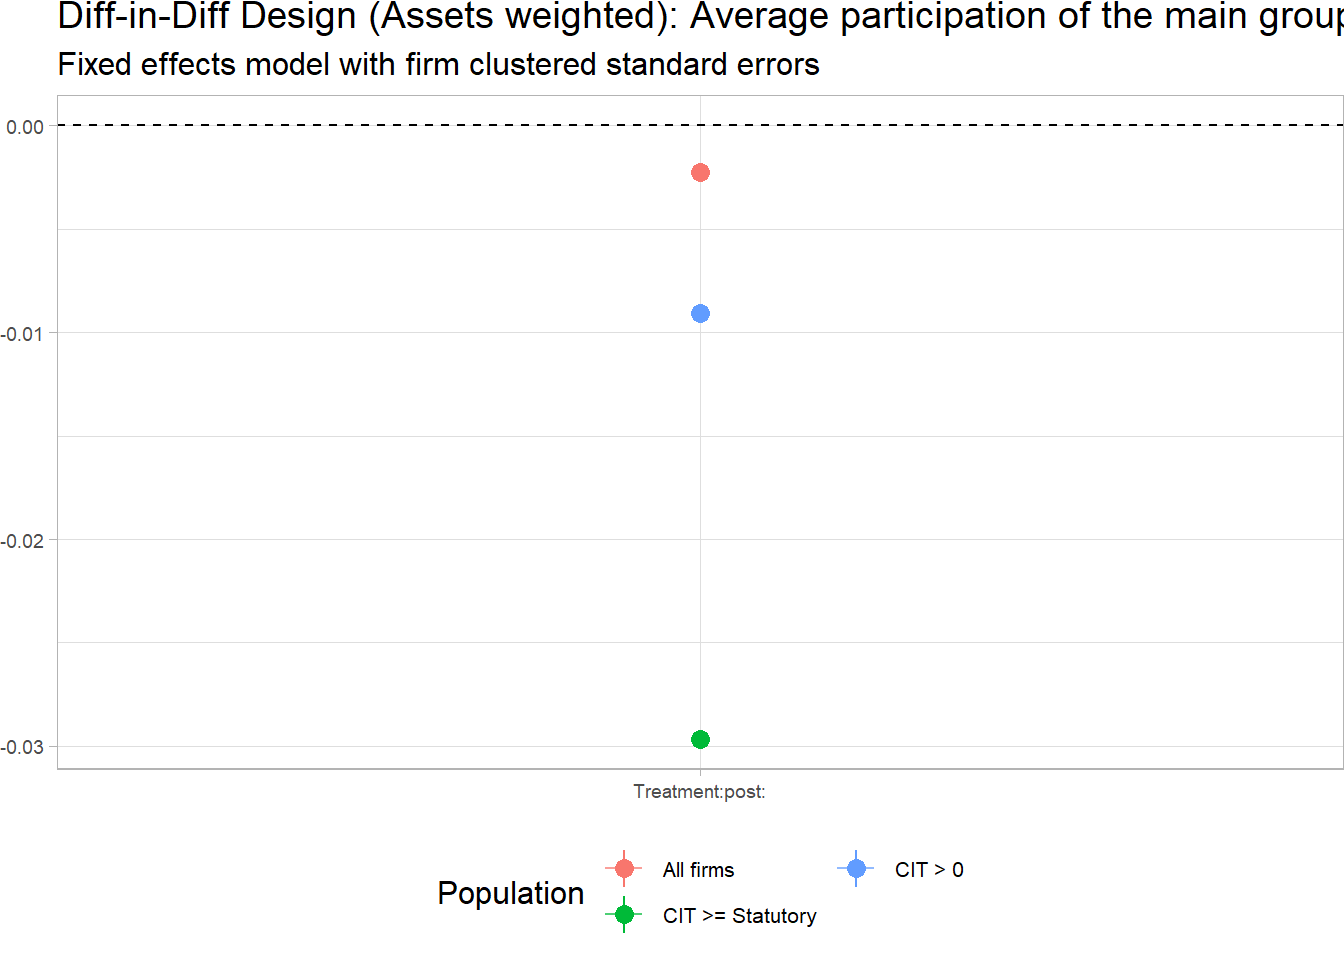 Diff-in-Diff Design (Assets weighted): Average participation of the main group
Fixed effects model with firm clustered standard errors
0.00
-0.01
-0.02
-0.03
Treatment:post:
Population
All firms
CIT > 0
CIT >= Statutory